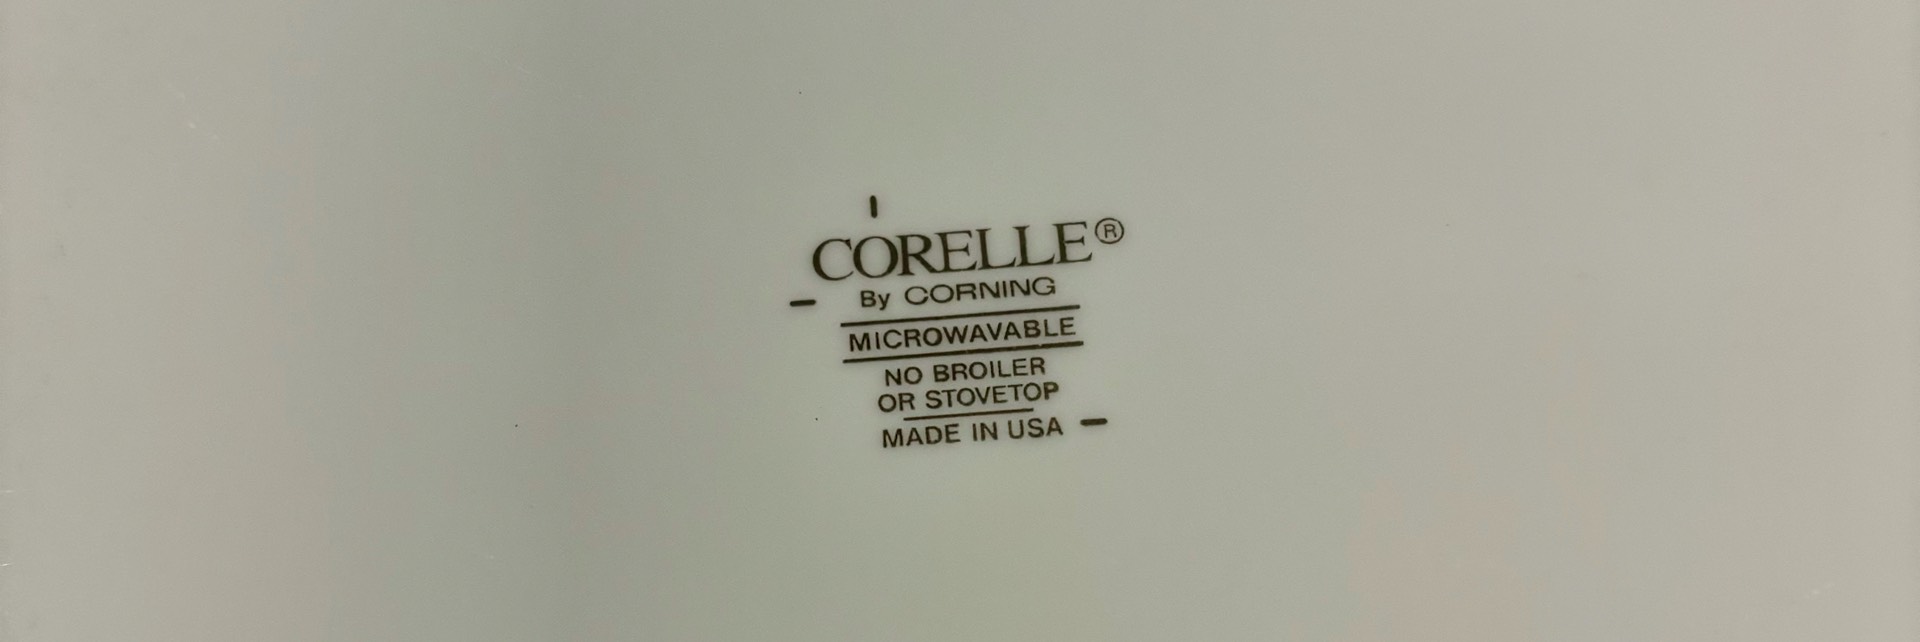 CORELLE®
By CORNING
MICROWAVABLE
NO BROILER
OR STOVETOP
MADE IN USA